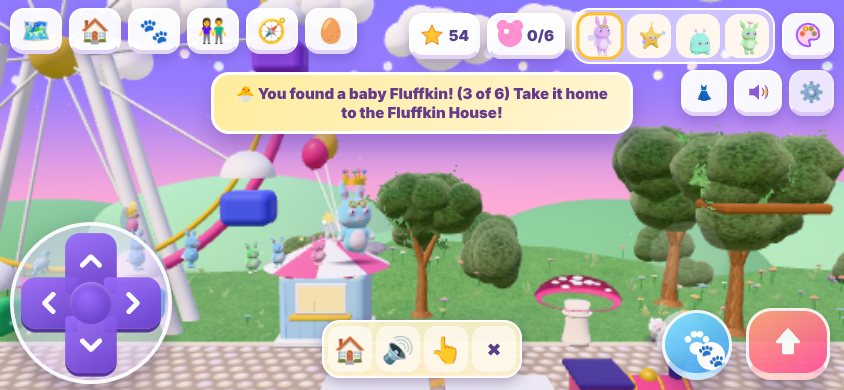 54
0/6
🐣 You found a baby Fluffkin! (3 of 6) Take it home
to the Fluffkin House!